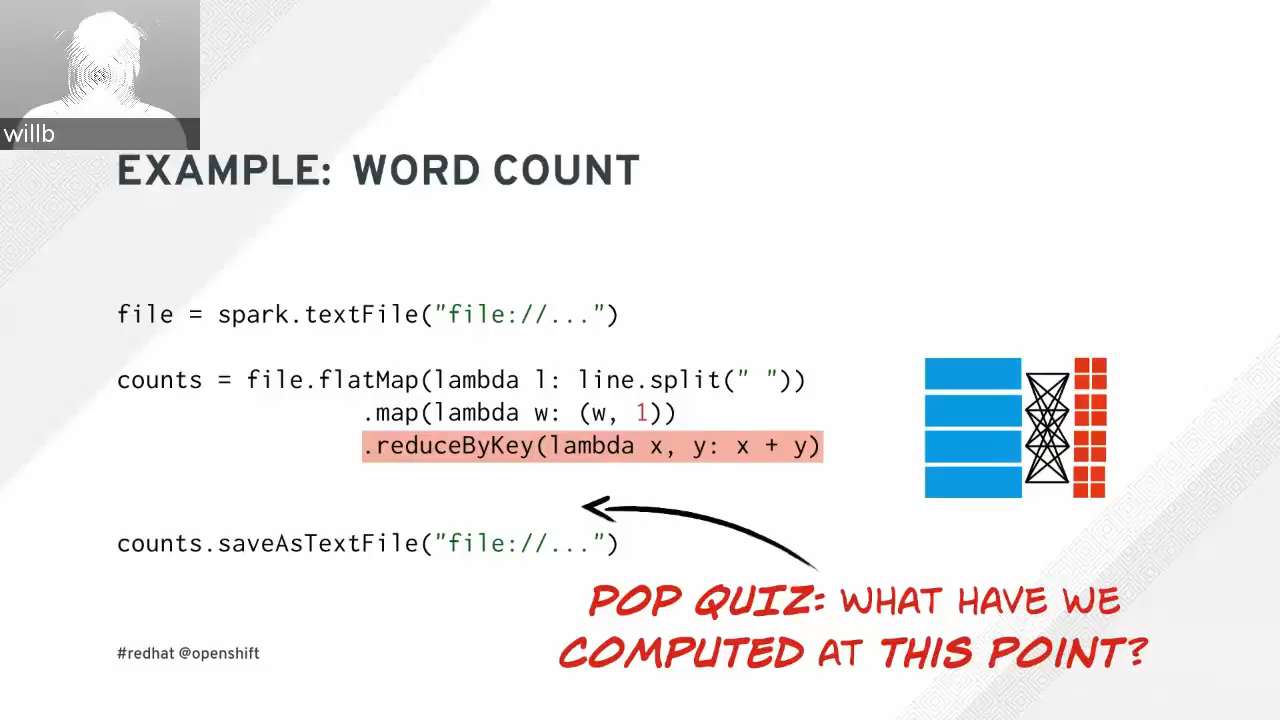 willb
EXAMPLE: WORD COUNT
file = spark.textFile("file://...")
counts = file.flatMap(lambda l: line.split(" "))
.map(lambda w: (w, 1))
.reduceByKey(lambda x, y: x + y)
counts.saveAsTextFile("file://...")
POP QUIZ: WHAT HAVE WE
COMPUTED AT THIS POINT?
#redhat @openshift